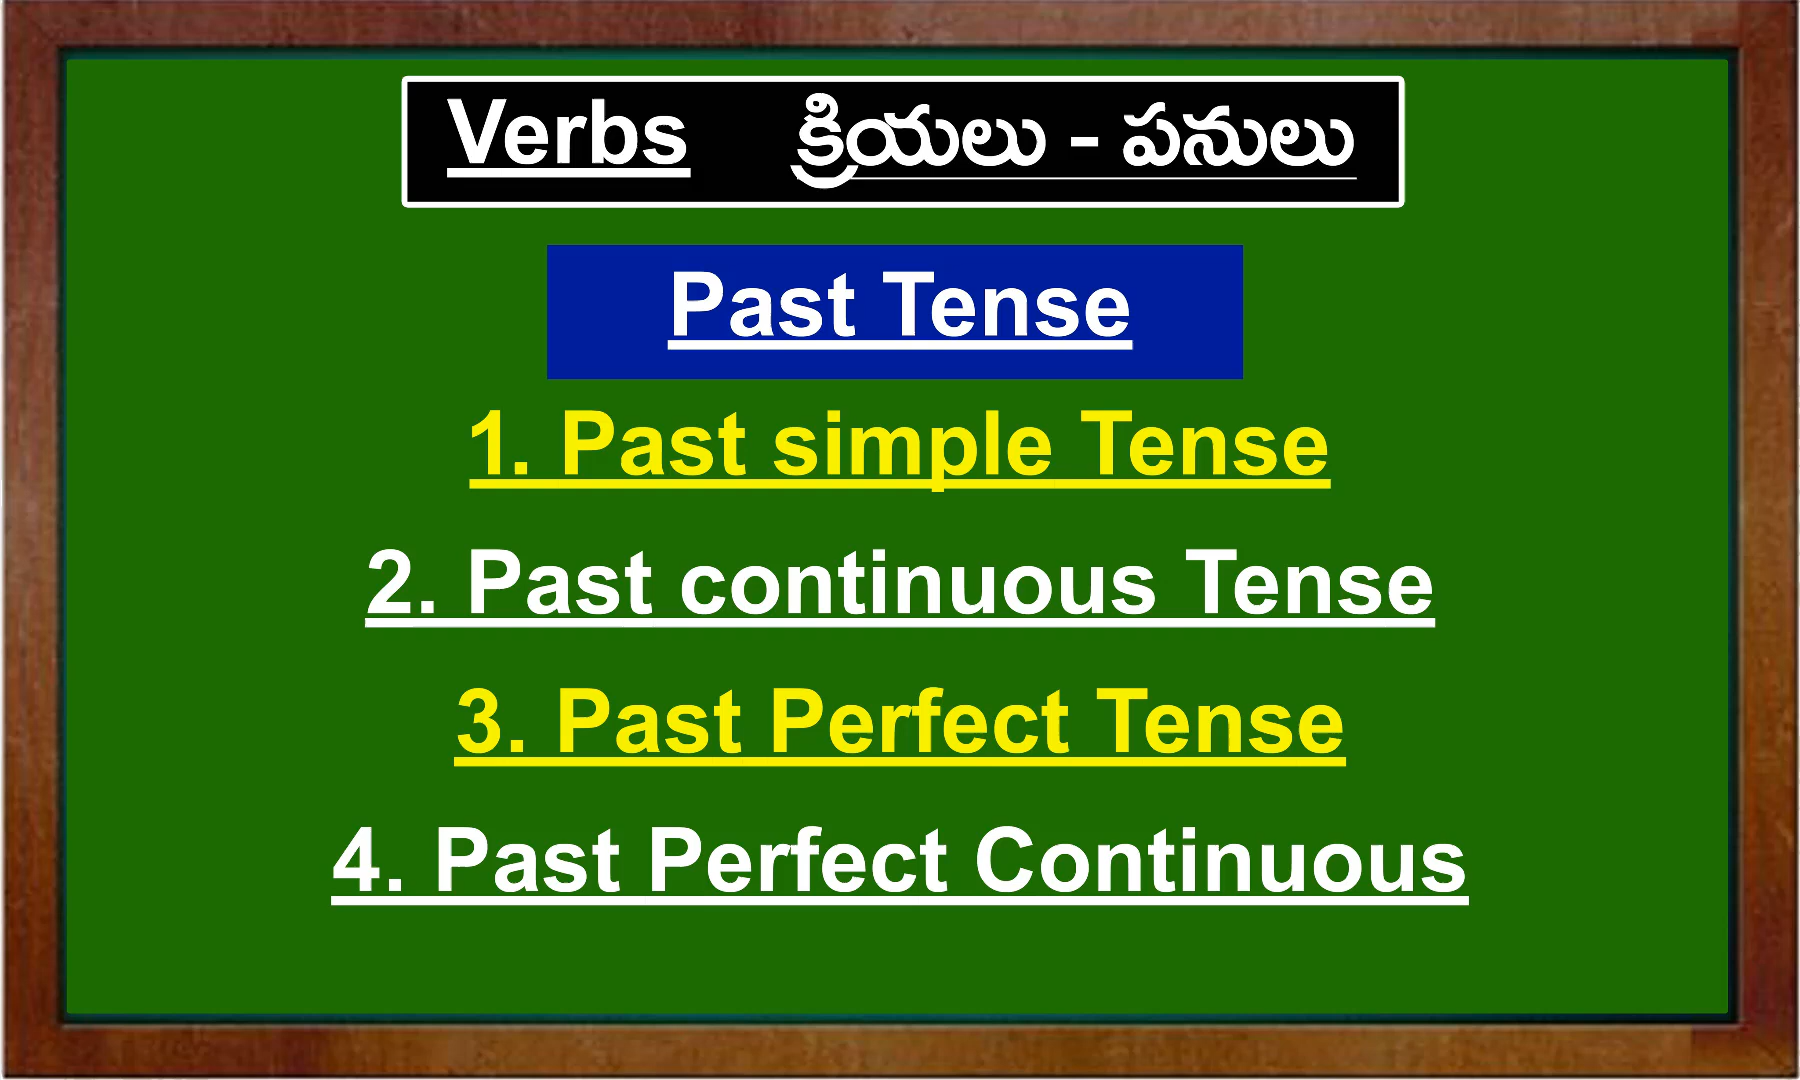 Verbs క్రియలు - పనులు
Past Tense
1. Past simple Tense
2. Past continuous Tense
3. Past Perfect Tense
4. Past Perfect Continuous